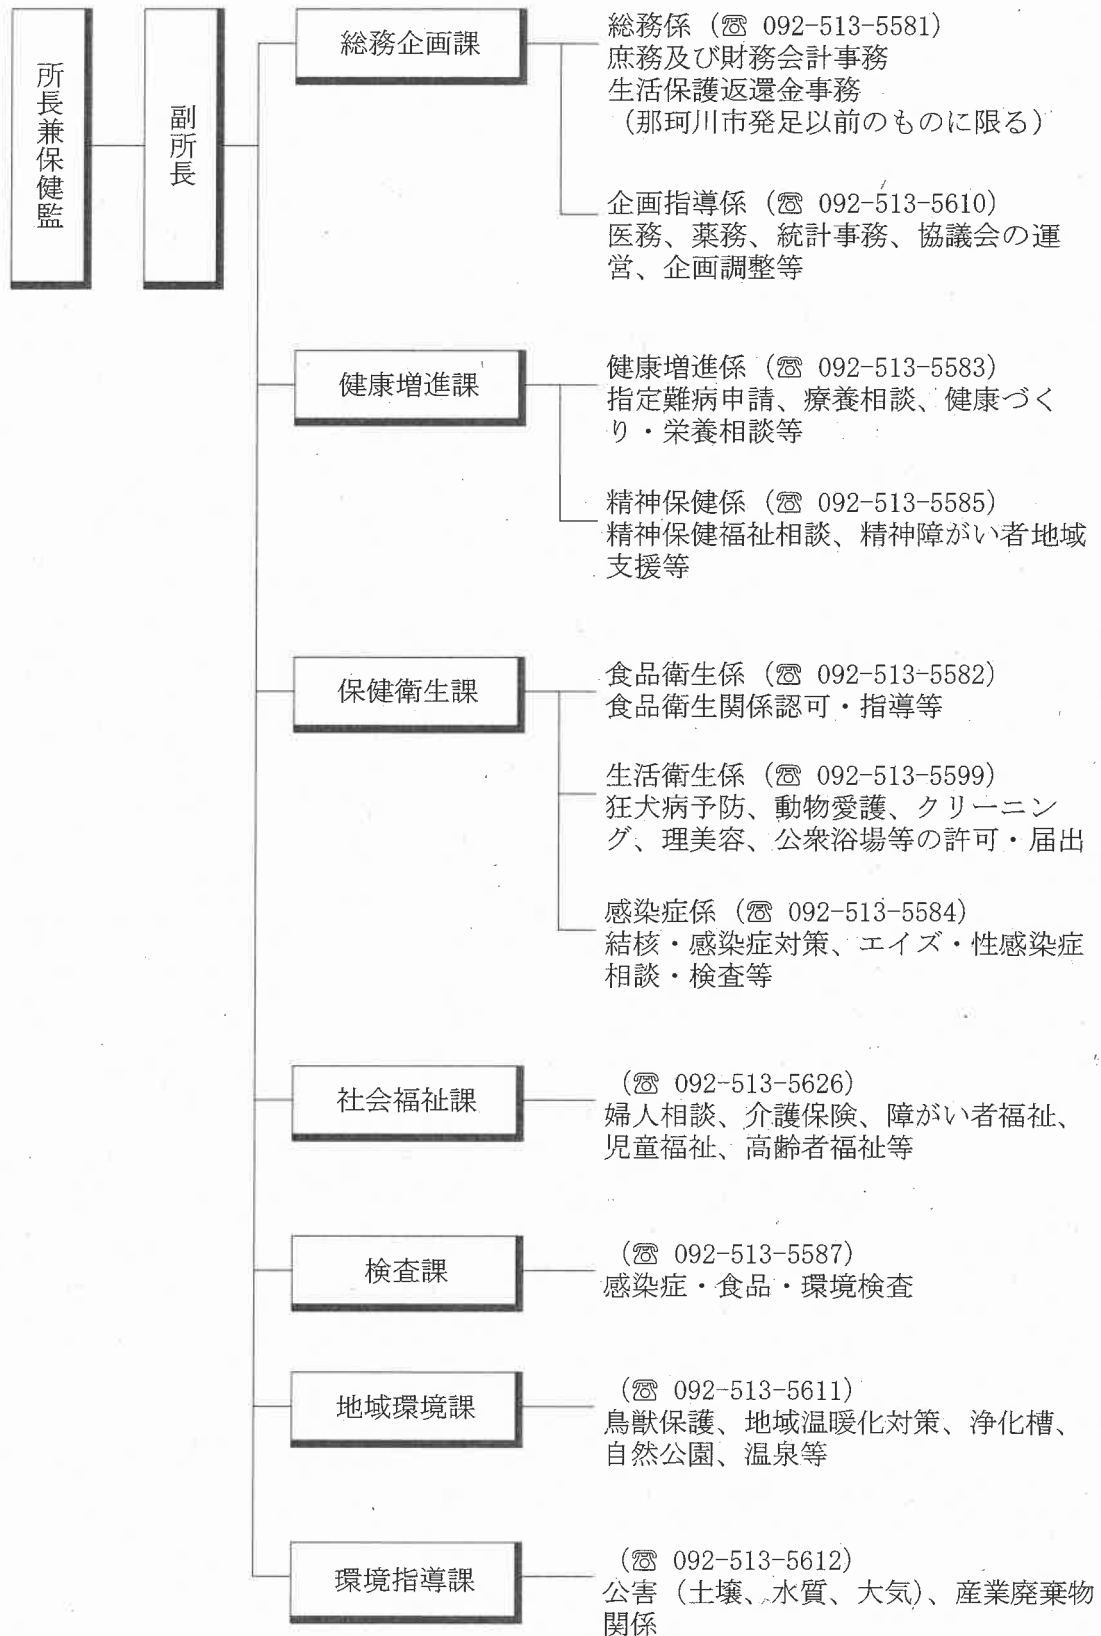 所長兼保健監
副所長
総務企画課
総務係（☎ 092-513-5581）
庶務及び財務会計事務
生活保護返還金事務
（那珂川市発足以前のものに限る）
企画指導係（☎ 092-513-5610）
医務、薬務、統計事務、協議会の運
営、企画調整等
健康増進課
健康増進係（☎ 092-513-5583）
指定難病申請、療養相談、健康づく
り・栄養相談等
精神保健係（☎ 092-513-5585）
精神保健福祉相談、精神障がい者地域
支援等
保健衛生課
食品衛生係（☎ 092-513-5582）
食品衛生関係認可・指導等
生活衛生係（☎ 092-513-5599）
狂犬病予防、動物愛護、クリーニン
グ、理美容、公衆浴場等の許可・届出
感染症係（☎ 092-513-5584）
結核・感染症対策、エイズ・性感染症
相談・検査等
社会福祉課
（☎ 092-513-5626）
婦人相談、介護保険、障がい者福祉、
児童福祉、高齢者福祉等
検査課
（☎ 092-513-5587）
感染症・食品・環境検査
地域環境課
（☎ 092-513-5611）
鳥獣保護、地域温暖化対策、浄化槽、
自然公園、温泉等
環境指導課
（☎ 092-513-5612）
公害（土壌、水質、大気）、産業廃棄物
関係